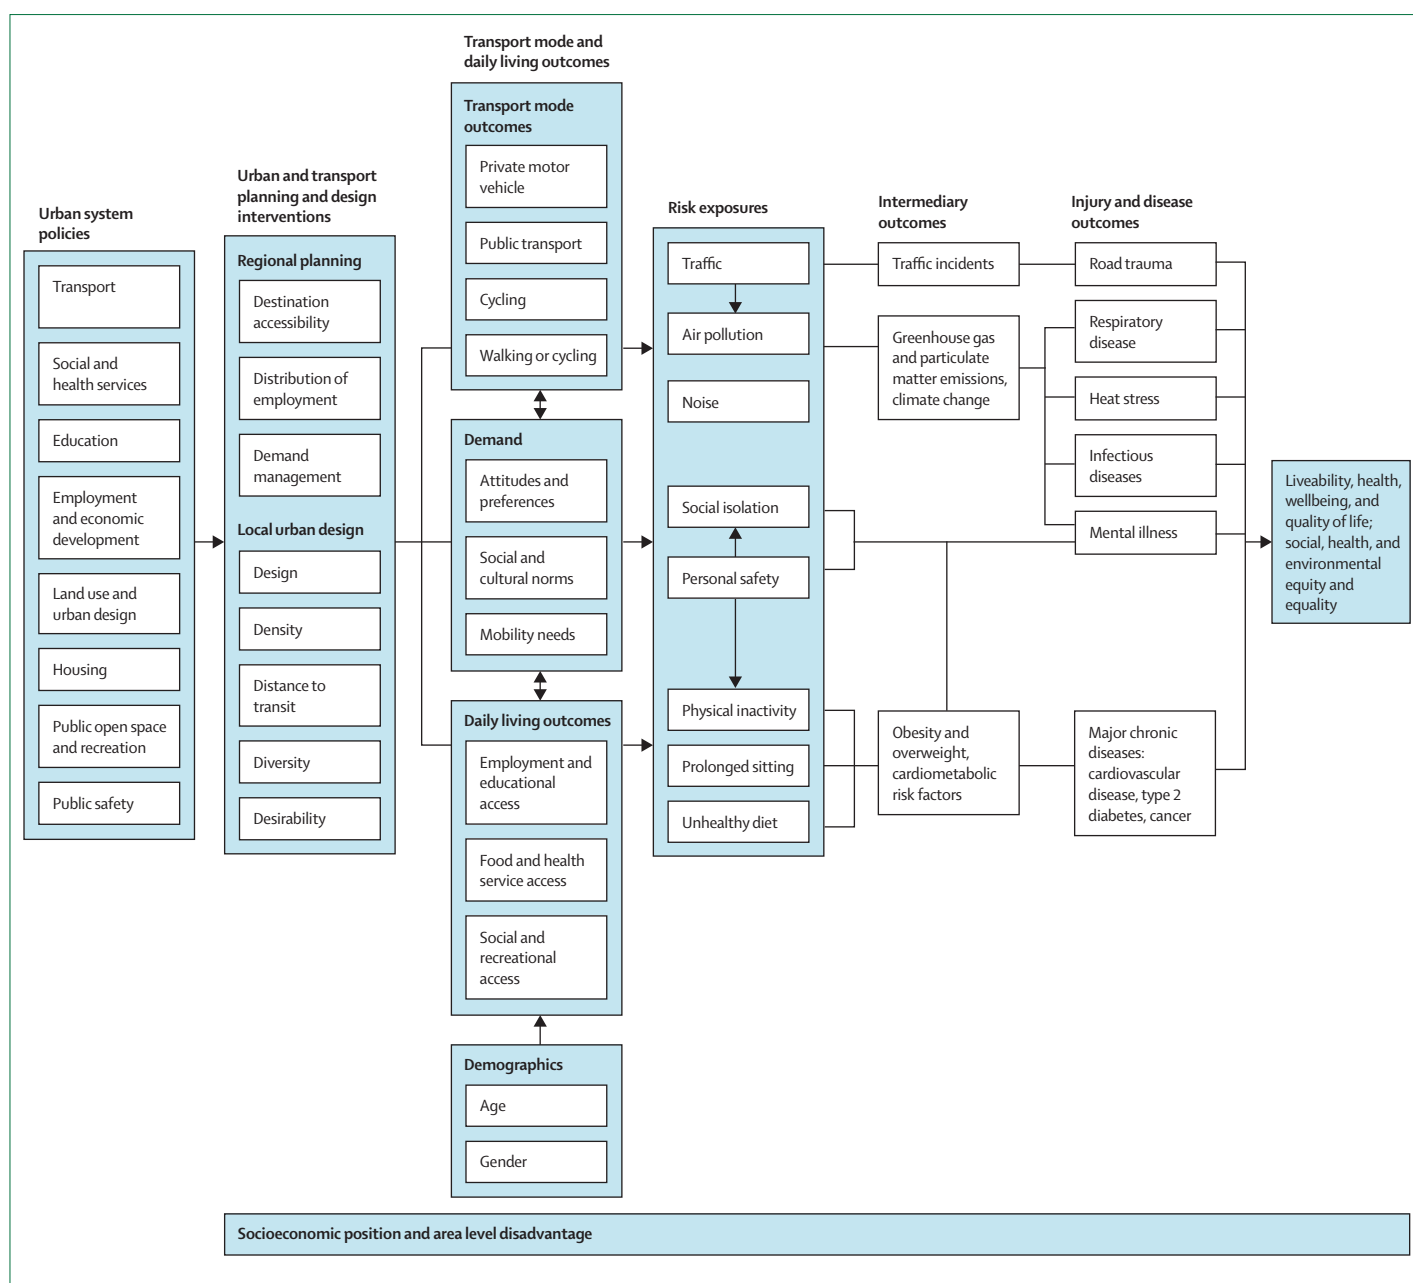 Urban system
policies
Transport
Social and
health services
Education
Employment
and economic
development
Land use and
urban design
Housing
Public open space
and recreation
Public safety
Urban and transport
planning and design
interventions
Regional planning
Destination
accessibility
Distribution of
employment
Demand
management
Local urban design
Design
Density
Distance to
transit
Diversity
Desirability
Transport mode and
daily living outcomes
Transport mode
outcomes
Private motor
vehicle
Public transport
Cycling
Walking or cycling
Demand
Attitudes and
preferences
Social and
cultural norms
Mobility needs
Daily living outcomes
Employment and
educational
access
Food and health
service access
Social and
recreational
access
Demographics
Age
Gender
Risk exposures
Traffic
Air pollution
Noise
Social isolation
Personal safety
Physical inactivity
Prolonged sitting
Unhealthy diet
Intermediary
outcomes
Traffic incidents
Greenhouse gas
and particulate
matter emissions,
climate change
Obesity and
overweight,
cardiometabolic
risk factors
Injury and disease
outcomes
Road trauma
Respiratory
disease
Heat stress
Infectious
diseases
Mental illness
Major chronic
diseases:
cardiovascular
disease, type 2
diabetes, cancer
Liveability, health,
wellbeing, and
quality of life;
social, health, and
environmental
equity and
equality
Socioeconomic position and area level disadvantage